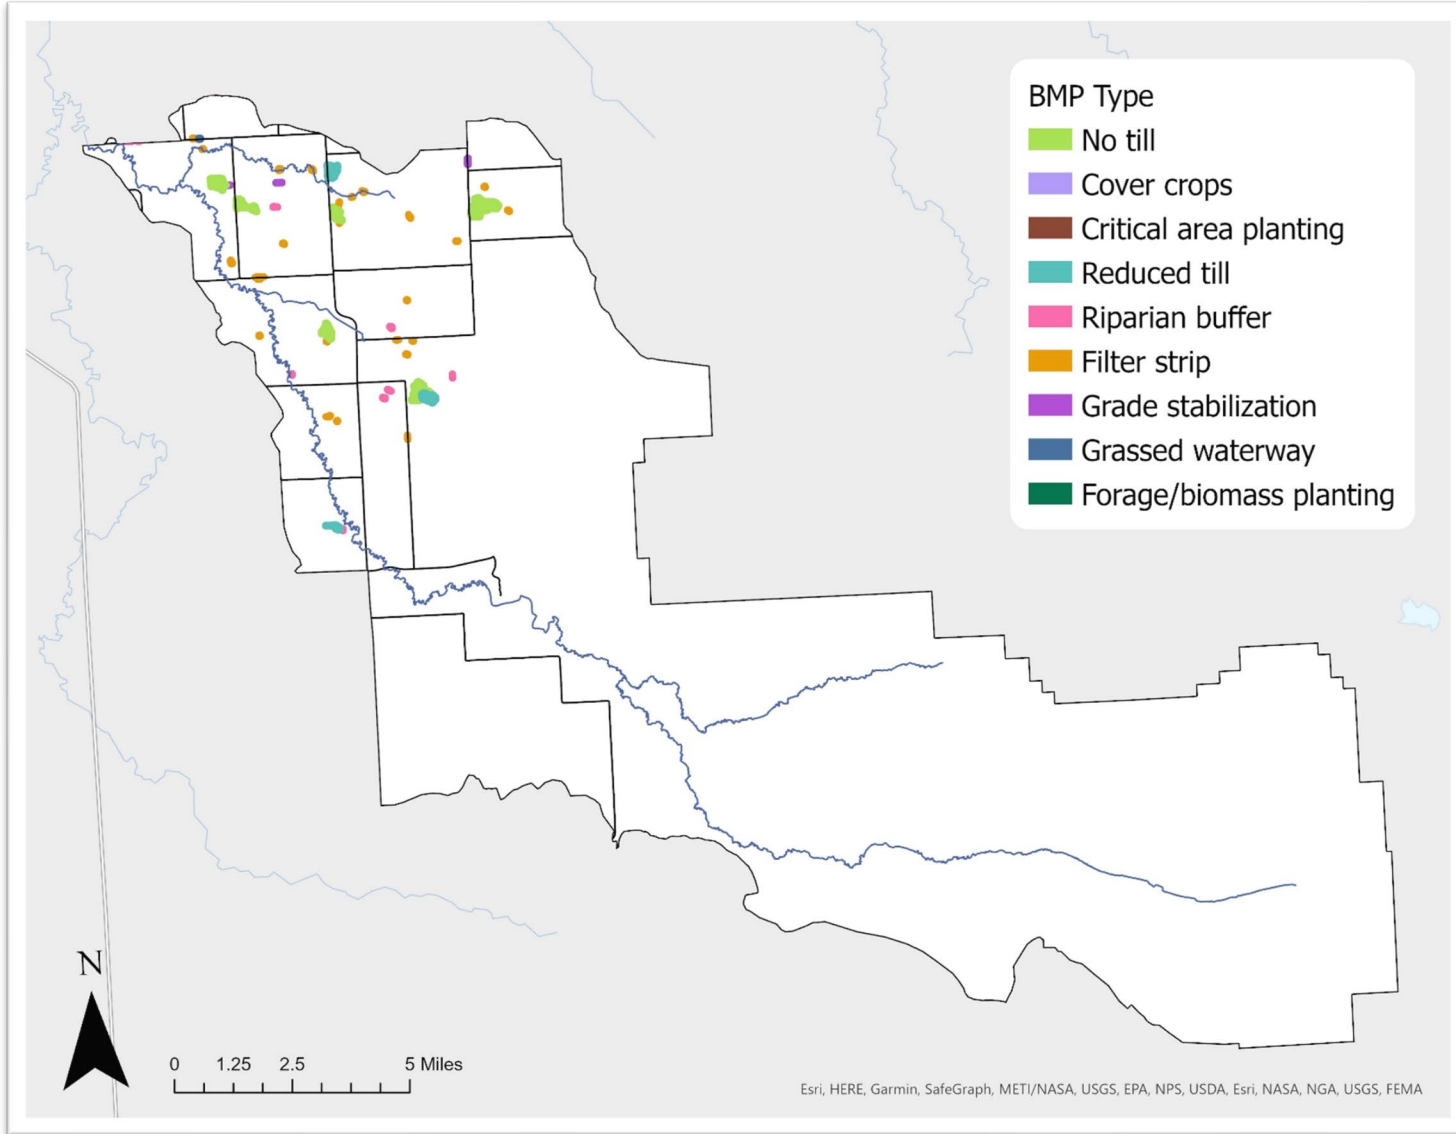 BMP Type
No till
Cover crops
Critical area planting
Reduced till
Riparian buffer
Filter strip
Grade stabilization
Grassed waterway
Forage/biomass planting
N
0 1.25 2.5 5 Miles
Esri, HERE, Garmin, SafeGraph, METI/NASA, USGS, EPA, NPS, USDA, Esri, NASA, NGA, USGS, FEMA